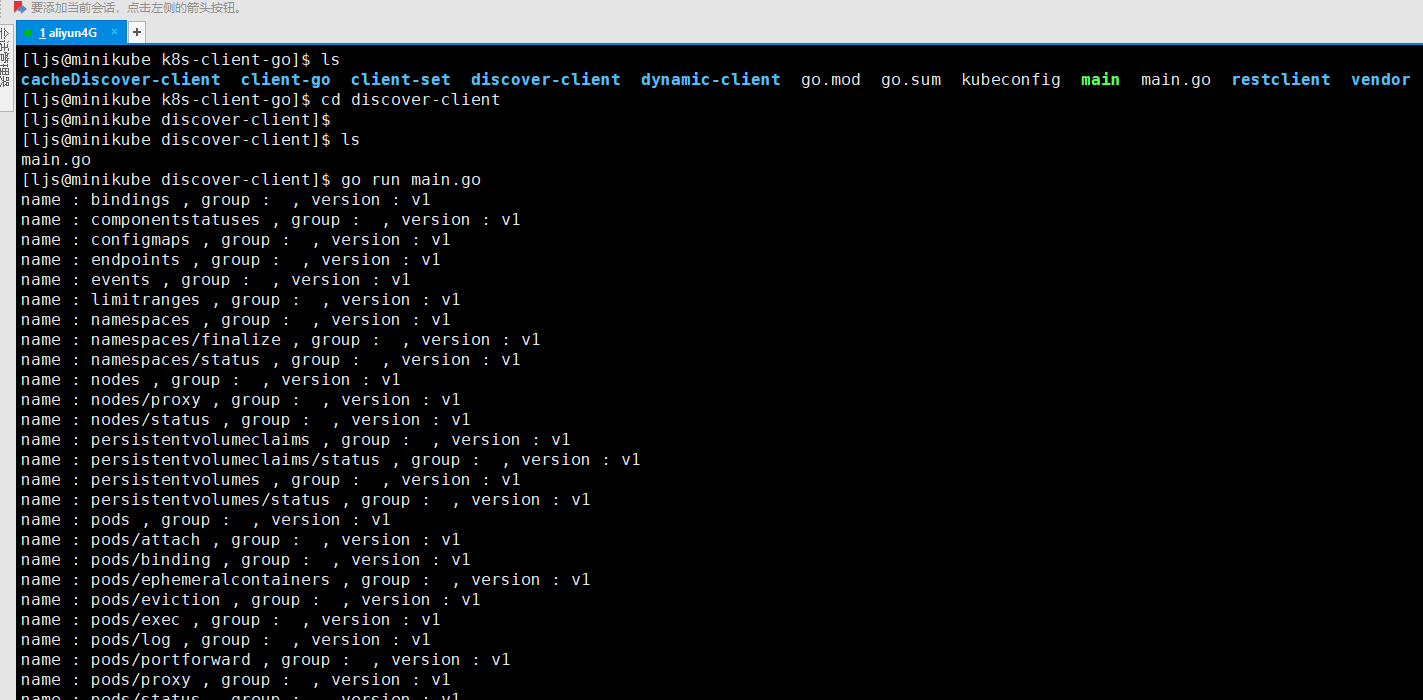 要添加当前会话，点击左侧的箭头按钮。
会话管理器
1 aliyun4G × +
[ljs@minikube k8s-client-go]$ ls
cacheDiscover-client client-go client-set discover-client dynamic-client go.mod go.sum kubeconfig main main.go restclient vendor
[ljs@minikube k8s-client-go]$ cd discover-client
[ljs@minikube discover-client]$
[ljs@minikube discover-client]$ ls
main.go
[ljs@minikube discover-client]$ go run main.go
name : bindings , group :  , version : v1
name : componentstatuses , group :  , version : v1
name : configmaps , group :  , version : v1
name : endpoints , group :  , version : v1
name : events , group :  , version : v1
name : limitranges , group :  , version : v1
name : namespaces , group :  , version : v1
name : namespaces/finalize , group :  , version : v1
name : namespaces/status , group :  , version : v1
name : nodes , group :  , version : v1
name : nodes/proxy , group :  , version : v1
name : nodes/status , group :  , version : v1
name : persistentvolumeclaims , group :  , version : v1
name : persistentvolumeclaims/status , group :  , version : v1
name : persistentvolumes , group :  , version : v1
name : persistentvolumes/status , group :  , version : v1
name : pods , group :  , version : v1
name : pods/attach , group :  , version : v1
name : pods/binding , group :  , version : v1
name : pods/ephemeralcontainers , group :  , version : v1
name : pods/eviction , group :  , version : v1
name : pods/exec , group :  , version : v1
name : pods/log , group :  , version : v1
name : pods/portforward , group :  , version : v1
name : pods/proxy , group :  , version : v1
name : pods/status , group :  , version : v1